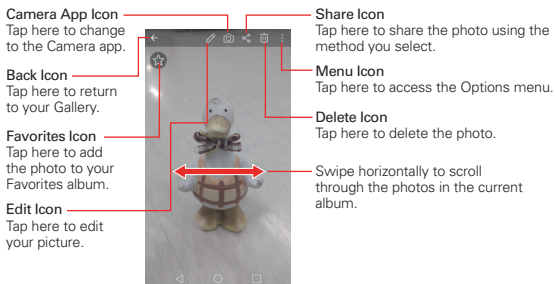 Camera App Icon
Tap here to change
to the Camera app.
Back Icon
Tap here to return
to your Gallery.
Favorites Icon
Tap here to add
the photo to your
Favorites album.
Edit Icon
Tap here to edit
your picture.
Share Icon
Tap here to share the photo using the
method you select.
Menu Icon
Tap here to access the Options menu.
Delete Icon
Tap here to delete the photo.
Swipe horizontally to scroll
through the photos in the current
album.